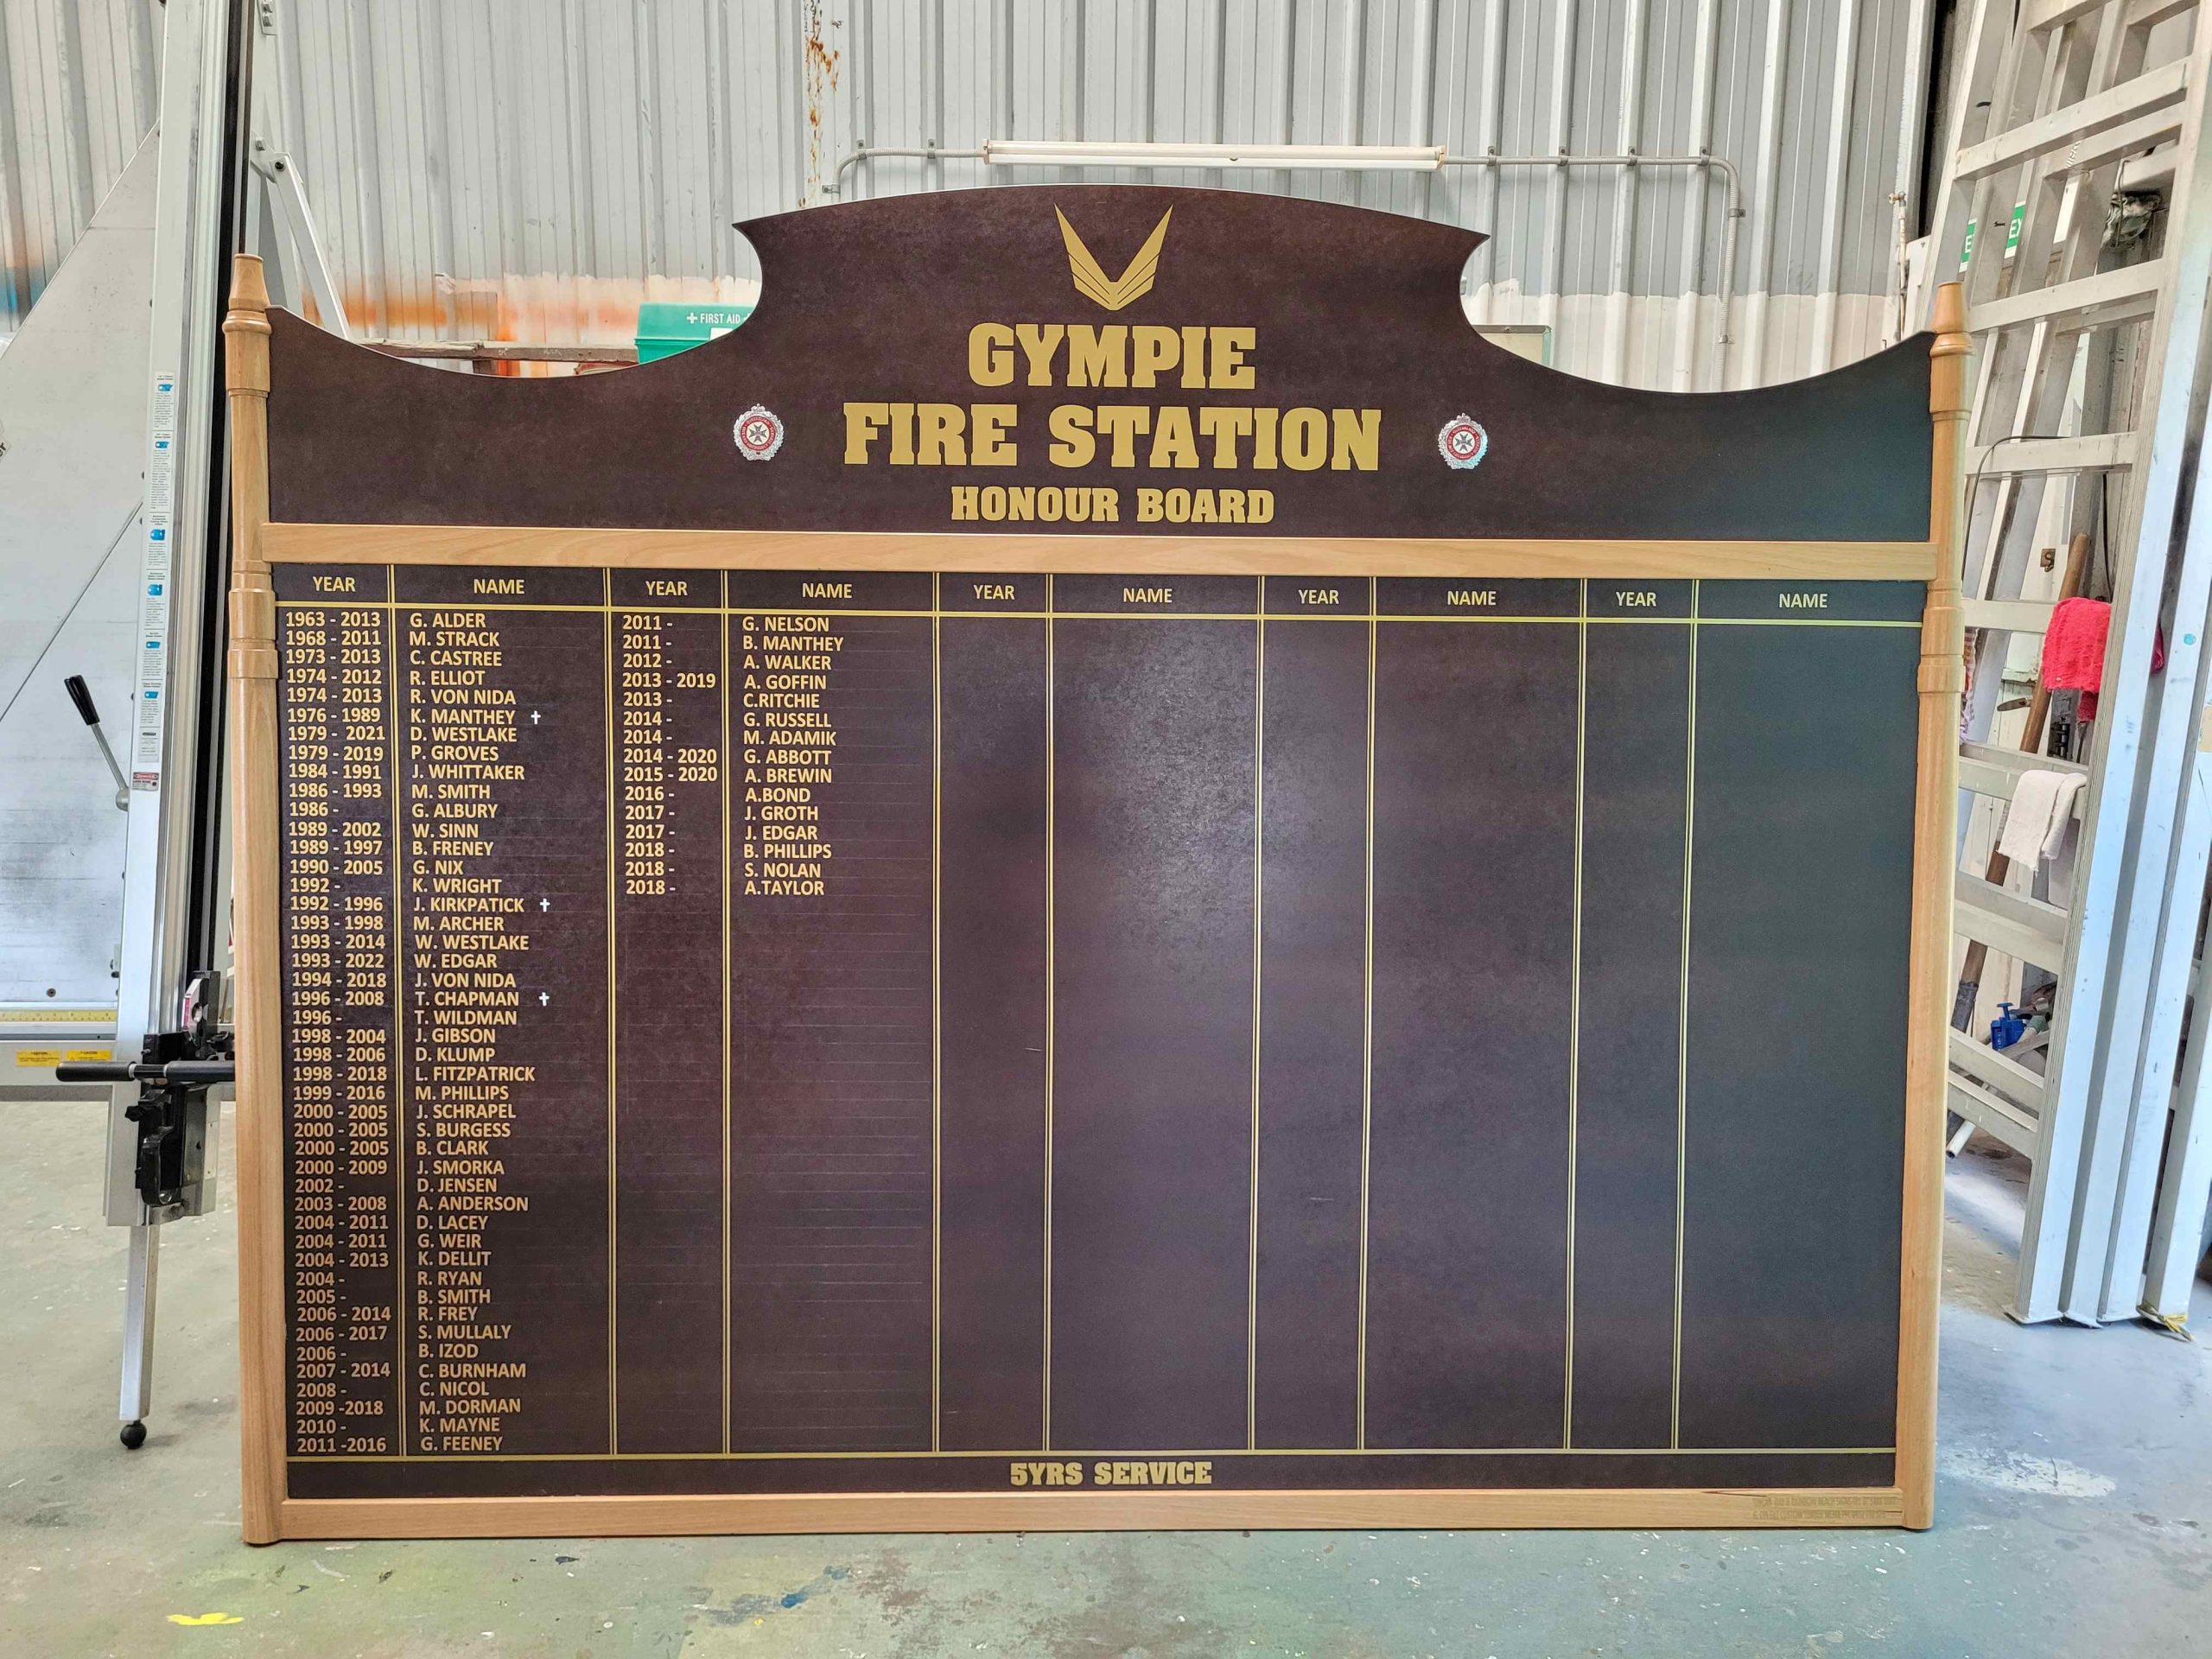 + FIRST AID
GYMPIE
FIRE STATION
HONOUR BOARD
YEAR NAME YEAR NAME YEAR NAME YEAR NAME YEAR NAME
1963 - 2013 G. ALDER
1968 - 2011 M. STRACK
1973 - 2013 C. CASTREE
1974 - 2012 R. ELLIOT
1974 - 2013 R. VON NIDA
1976 - 1989 K. MANTHEY ✝
1979 - 2021 D. WESTLAKE
1979 - 2019 P. GROVES
1984 - 1991 J. WHITTAKER
1986 - 1993 M. SMITH
1986 - G. ALBURY
1989 - 2002 W. SINN
1989 - 1997 B. FRENEY
1990 - 2005 G. NIX
1992 - K. WRIGHT
1992 - 1996 J. KIRKPATICK ✝
1993 - 1998 M. ARCHER
1993 - 2014 W. WESTLAKE
1993 - 2022 W. EDGAR
1994 - 2018 J. VON NIDA
1996 - 2008 T. CHAPMAN ✝
1996 - T. WILDMAN
1998 - 2004 J. GIBSON
1998 - 2006 D. KLUMP
1998 - 2018 L. FITZPATRICK
1999 - 2016 M. PHILLIPS
2000 - 2005 J. SCHRAPEL
2000 - 2005 S. BURGESS
2000 - 2005 B. CLARK
2000 - 2009 J. SMORKA
2002 - D. JENSEN
2003 - 2008 A. ANDERSON
2004 - 2011 D. LACEY
2004 - 2011 G. WEIR
2004 - 2013 K. DELLIT
2004 - R. RYAN
2005 - B. SMITH
2006 - 2014 R. FREY
2006 - 2017 S. MULLALY
2006 - B. IZOD
2007 - 2014 C. BURNHAM
2008 - C. NICOL
2009 -2018 M. DORMAN
2010 - K. MAYNE
2011 -2016 G. FEENEY
2011 - G. NELSON
2011 - B. MANTHEY
2012 - A. WALKER
2013 - 2019 A. GOFFIN
2013 - C.RITCHIE
2014 - G. RUSSELL
2014 - M. ADAMIK
2014 - 2020 G. ABBOTT
2015 - 2020 A. BREWIN
2016 - A.BOND
2017 - J. GROTH
2017 - J. EDGAR
2018 - B. PHILLIPS
2018 - S. NOLAN
2018 - A.TAYLOR
5YRS SERVICE